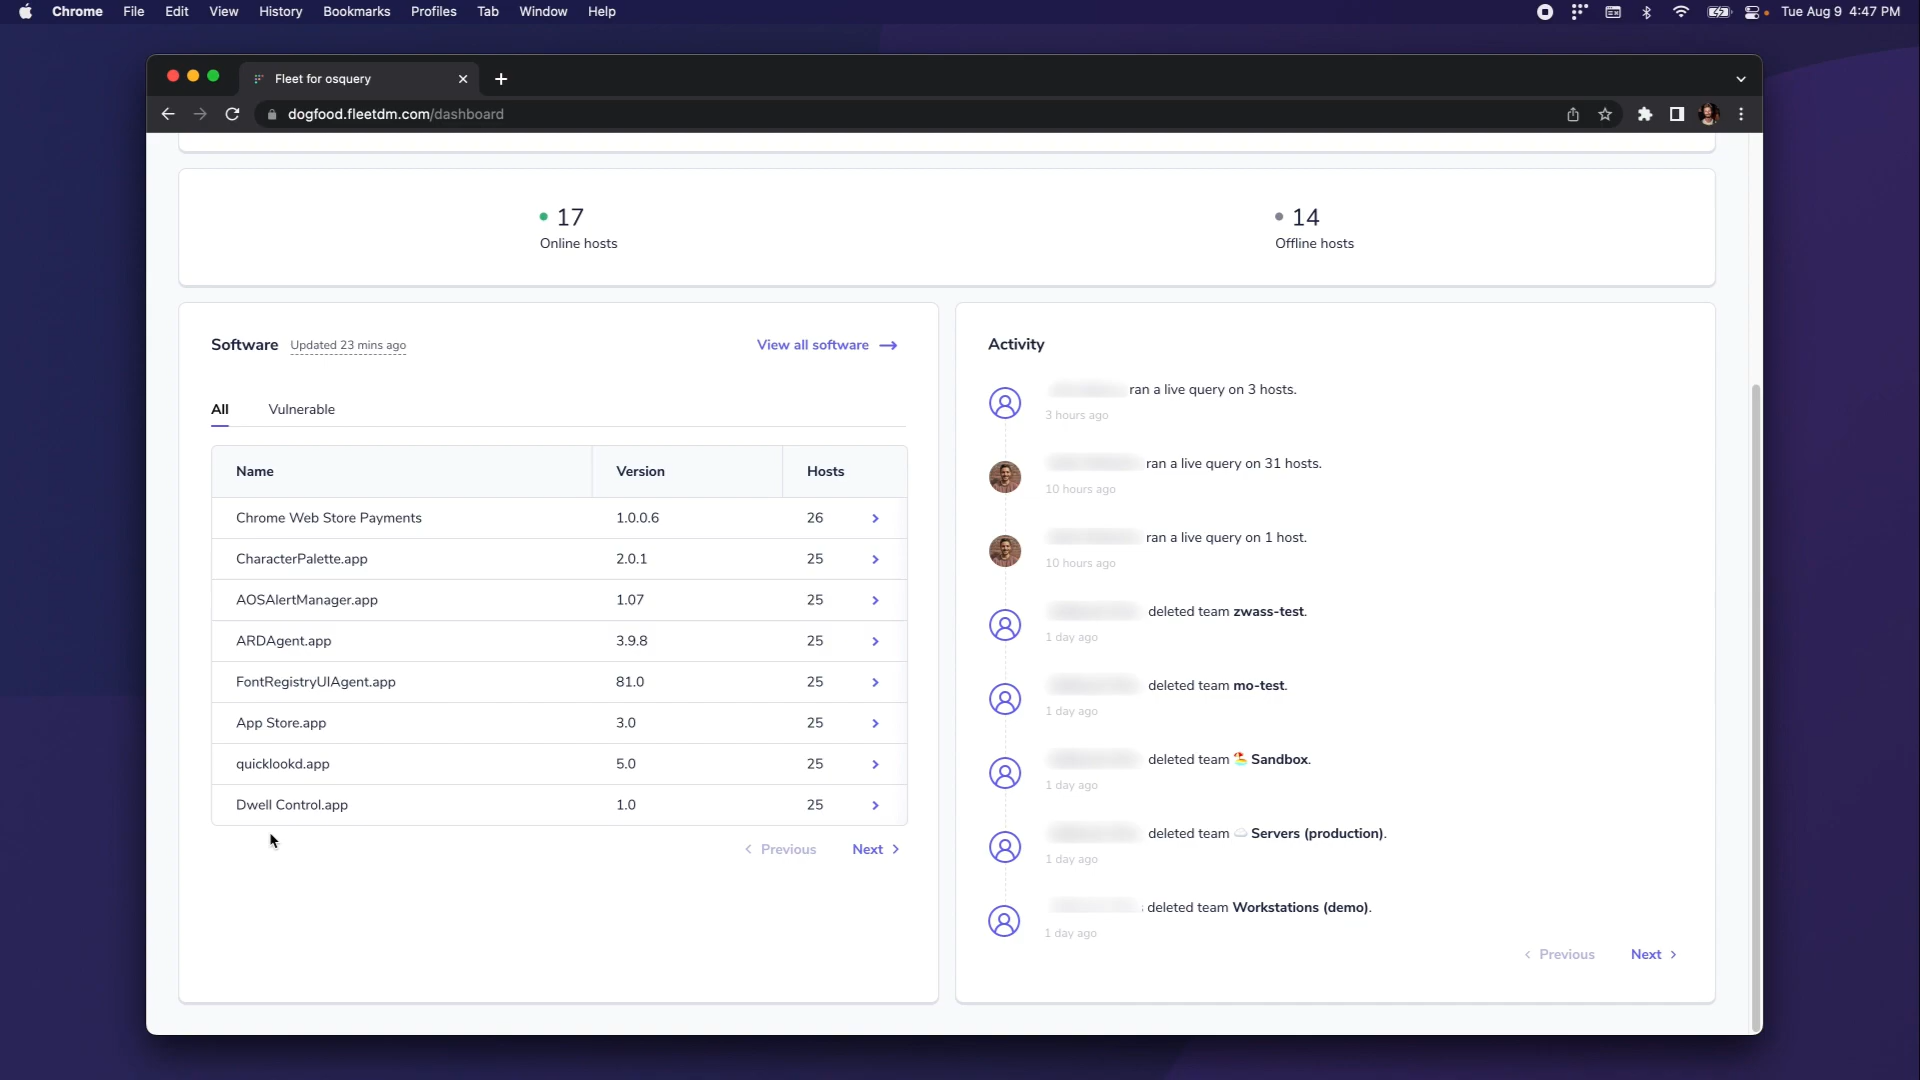 Chrome File Edit View History Bookmarks Profiles Tab Window Help Tue Aug 9 4:47 PM
Fleet for osquery
dogfood.fleetdm.com/dashboard
17
Online hosts
14
Offline hosts
Software Updated 23 mins ago View all software
All Vulnerable
Name Version Hosts
Chrome Web Store Payments 1.0.0.6 26
CharacterPalette.app 2.0.1 25
AOSAlertManager.app 1.07 25
ARDAgent.app 3.9.8 25
FontRegistryUIAgent.app 81.0 25
App Store.app 3.0 25
quicklookd.app 5.0 25
Dwell Control.app 1.0 25
Previous Next
Activity
ran a live query on 3 hosts.
3 hours ago
ran a live query on 31 hosts.
10 hours ago
ran a live query on 1 host.
10 hours ago
deleted team zwass-test.
1 day ago
deleted team mo-test.
1 day ago
deleted team 🏖️ Sandbox.
1 day ago
deleted team ☁️ Servers (production).
1 day ago
deleted team Workstations (demo).
1 day ago
Previous Next